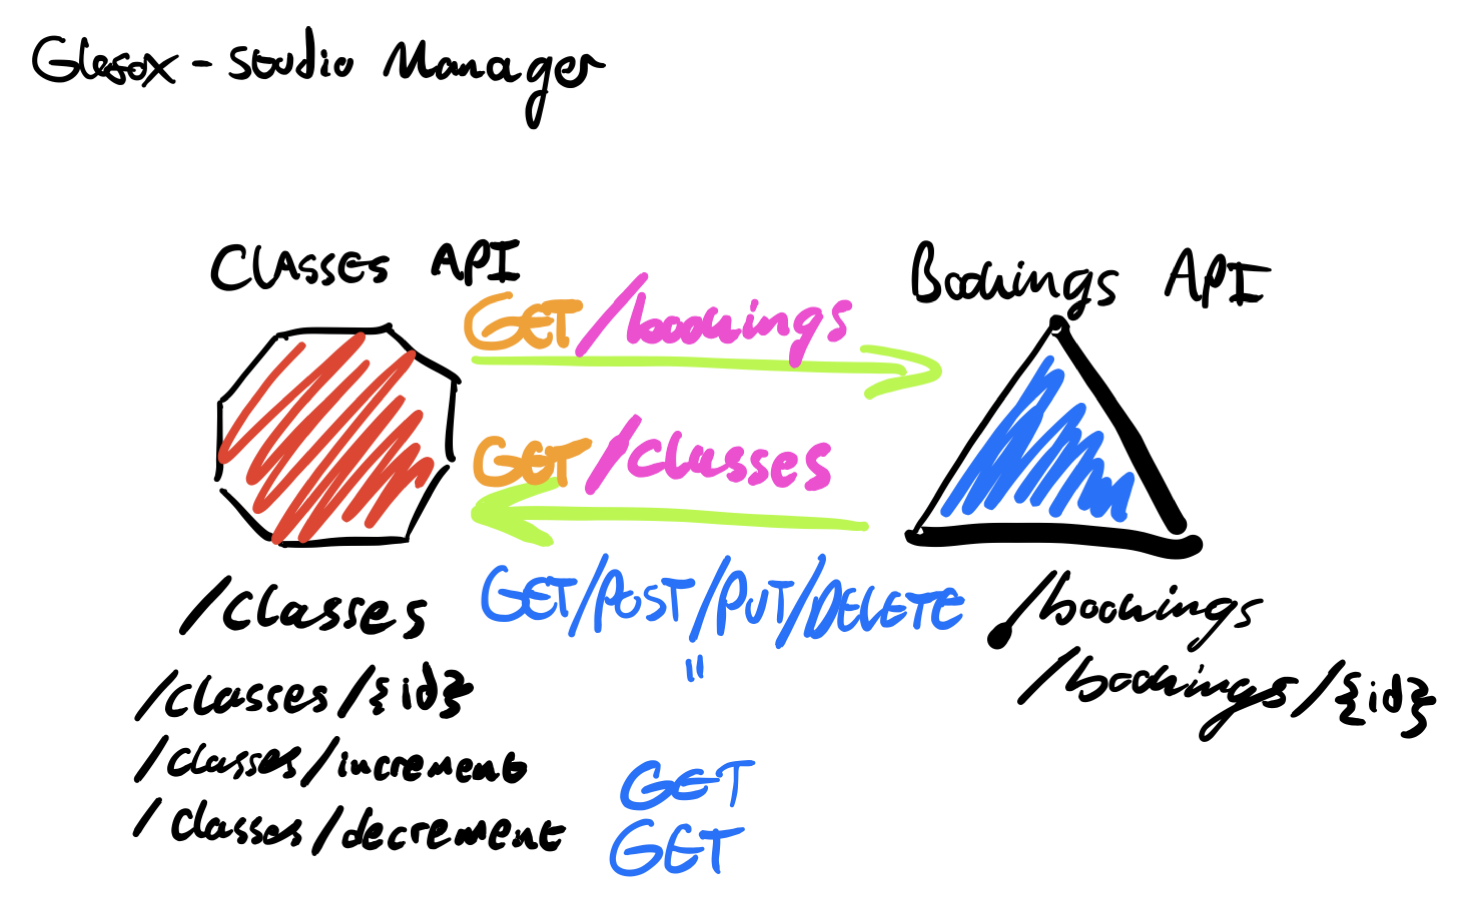 Glofox - Studio Manager
CLASSES API
Bookings API
GET /bookings
GET /classes
GET/POST/PUT/DELETE
"
/classes
/classes/{id}
/classes/increment
/classes/decrement
GET
GET
/bookings
/bookings/{id}